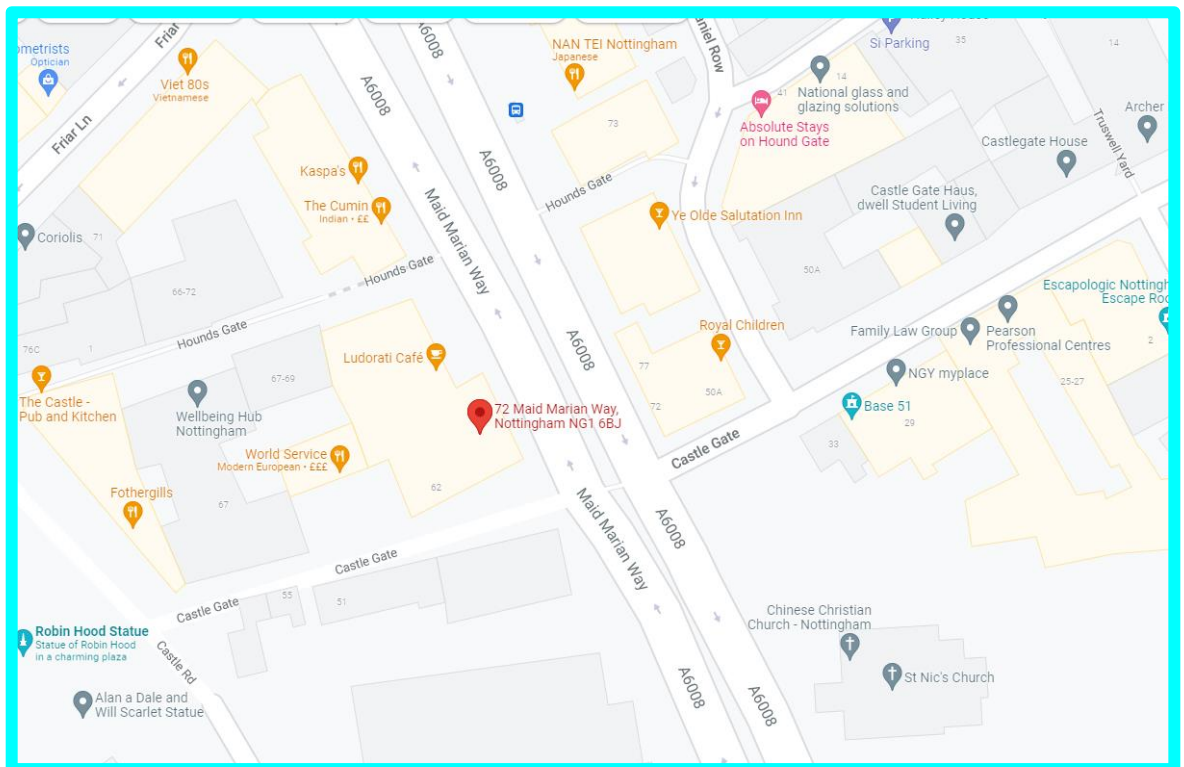 ometrists
Optician
Friar
Viet 80s
Vietnamese
Friar Ln
A6008
A6008
NAN TEI Nottingham
Japanese
73
aniel Row
Si Parking
35
14
14
41
National glass and
glazing solutions
Absolute Stays
on Hound Gate
Truswell Yard
Archer
Castlegate House
Castle Gate Haus,
dwell Student Living
Kaspa's
The Cumin
Indian • ££
Maid Marian Way
A6008
Hounds Gate
Ye Olde Salutation Inn
Coriolis
71
66-72
Hounds Gate
50A
Escapologic Nottingh
Escape Roo
76C
1
Hounds Gate
Ludorati Café
A6008
Royal Children
77
50A
72
Family Law Group
Pearson
Professional Centres
2
67-69
NGY myplace
25-27
The Castle -
Pub and Kitchen
Wellbeing Hub
Nottingham
72 Maid Marian Way,
Nottingham NG1 6BJ
Base 51
29
33
Castle Gate
World Service
Modern European • £££
62
Fothergills
67
Maid Marian Way
A6008
Castle Gate
55
51
Castle Gate
Robin Hood Statue
Statue of Robin Hood
in a charming plaza
Castle Rd
Alan a Dale and
Will Scarlet Statue
A6008
A6008
Chinese Christian
Church - Nottingham
St Nic's Church